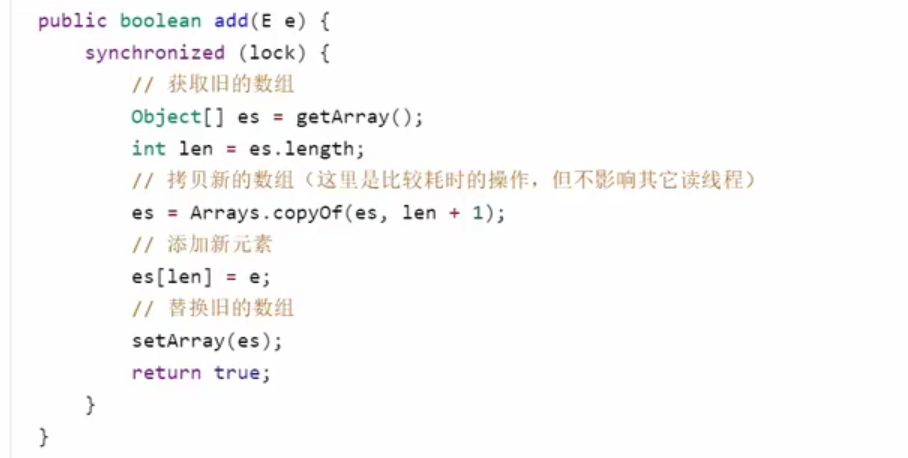 public boolean add(E e) {
    synchronized (lock) {
        // 获取旧的数组
        Object[] es = getArray();
        int len = es.length;
        // 拷贝新的数组（这里是比较耗时的操作，但不影响其它读线程）
        es = Arrays.copyOf(es, len + 1);
        // 添加新元素
        es[len] = e;
        // 替换旧的数组
        setArray(es);
        return true;
    }
}